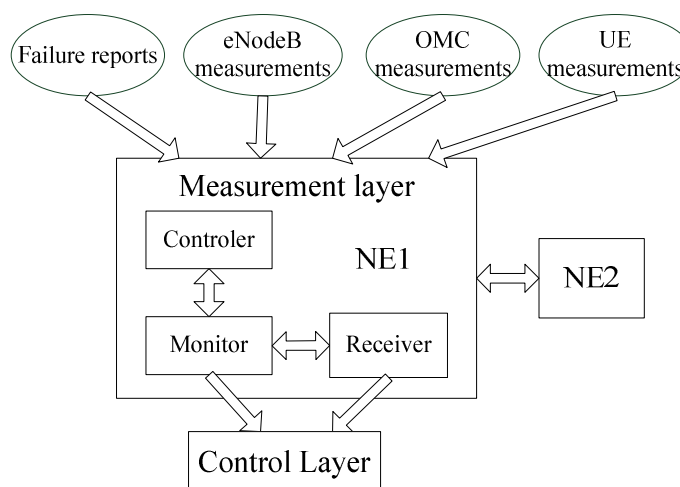 Failure reports
eNodeB
measurements
OMC
measurements
UE
measurements
Measurement layer
Controler
NE1
NE2
Monitor
Receiver
Control Layer